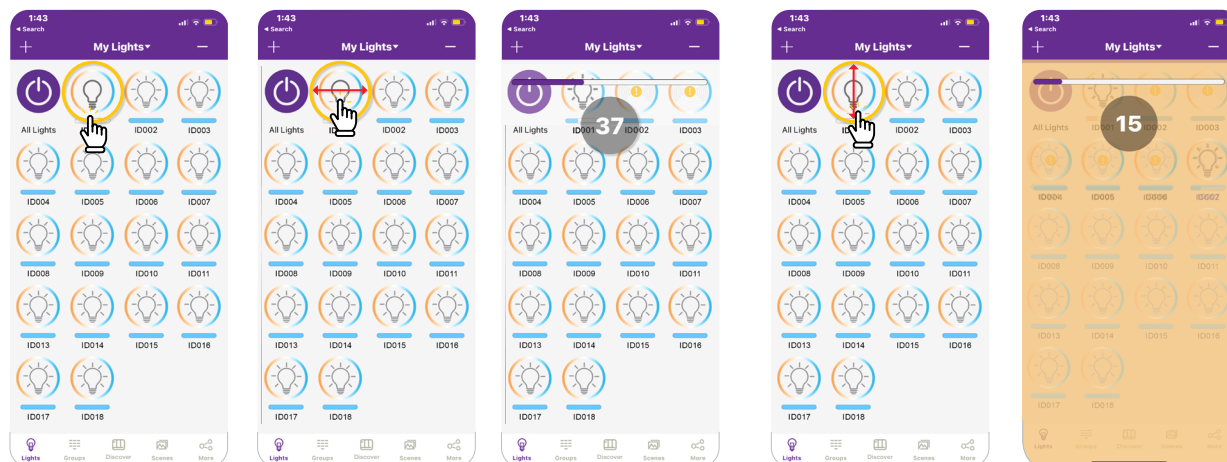 1:43
◂ Search
+ My Lights▾ −
All Lights ID002 ID003
ID004 ID005 ID006 ID007
ID008 ID009 ID010 ID011
ID013 ID014 ID015 ID016
ID017 ID018
Lights Groups Discover Scenes More
1:43
◂ Search
+ My Lights▾ −
All Lights ID002 ID003
ID004 ID005 ID006 ID007
ID008 ID009 ID010 ID011
ID013 ID014 ID015 ID016
ID017 ID018
Lights Groups Discover Scenes More
1:43
◂ Search
+ My Lights▾ −
37
All Lights ID001 ID002 ID003
ID004 ID005 ID006 ID007
ID008 ID009 ID010 ID011
ID013 ID014 ID015 ID016
ID017 ID018
Lights Groups Discover Scenes More
1:43
◂ Search
+ My Lights▾ −
All Lights ID002 ID003
ID004 ID005 ID006 ID007
ID008 ID009 ID010 ID011
ID013 ID014 ID015 ID016
ID017 ID018
Lights Groups Discover Scenes More
1:43
◂ Search
+ My Lights▾ −
15
All Lights ID001 ID002 ID003
ID004 ID005 ID006
ID008 ID009 ID010 ID011
ID013 ID014 ID015 ID016
ID017 ID018
Lights Groups Discover Scenes More